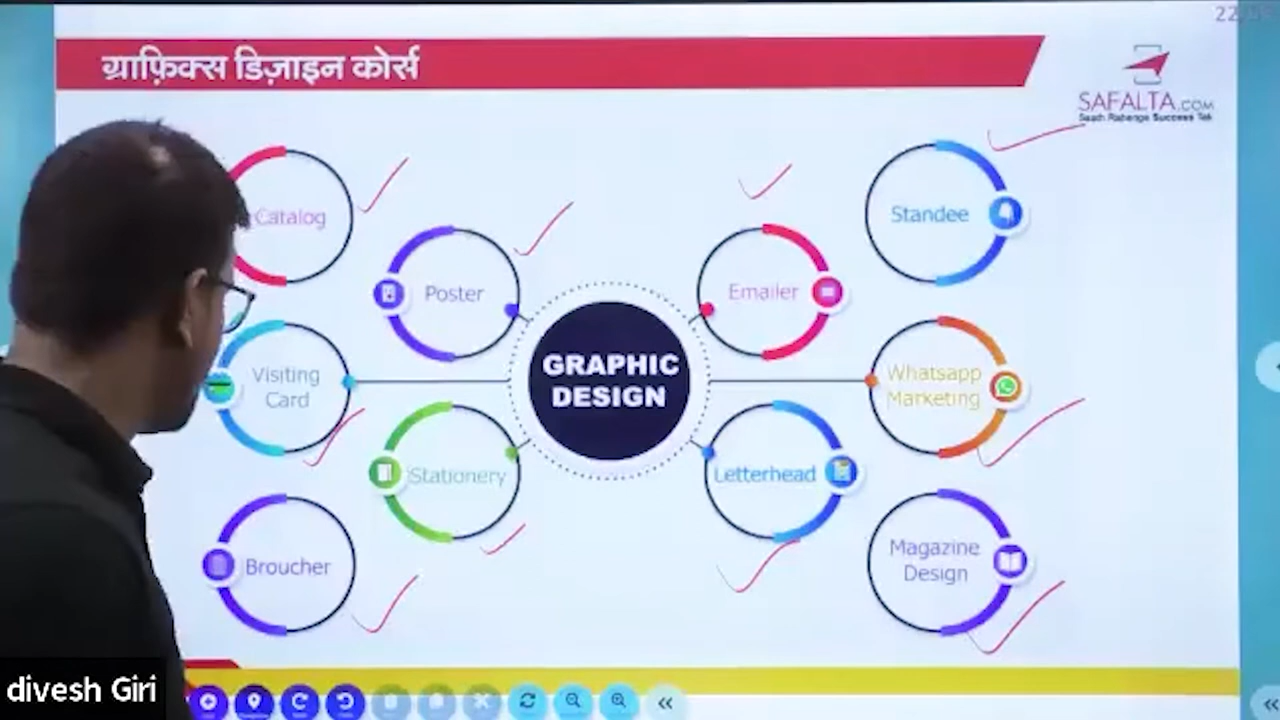 ग्राफ़िक्स डिज़ाइन कोर्स
SAFALTA.COM
Catalog
Poster
Emailer
Standee
Visiting
Card
GRAPHIC
DESIGN
Whatsapp
Marketing
Stationery
Letterhead
Broucher
Magazine
Design
divesh Giri